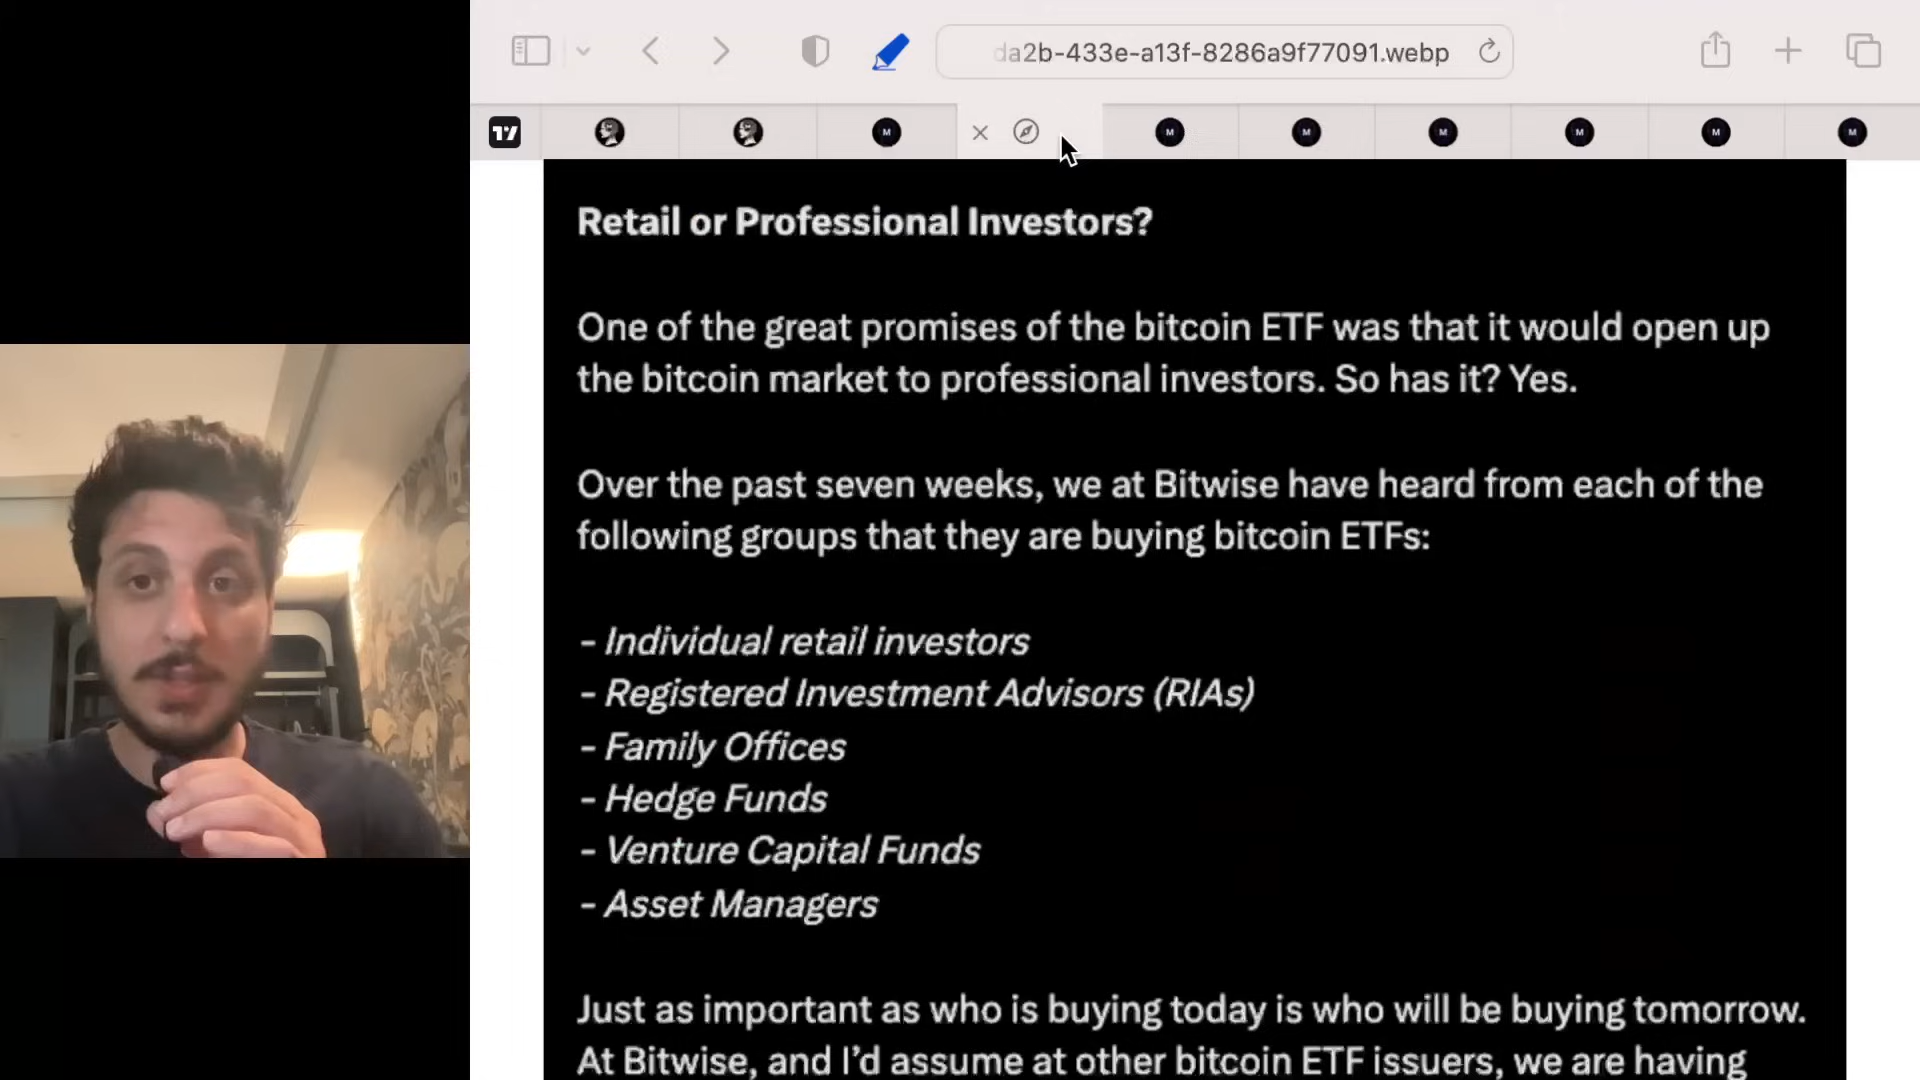 da2b-433e-a13f-8286a9f77091.webp
M
M
M
M
M
M
M
Retail or Professional Investors?
One of the great promises of the bitcoin ETF was that it would open up
the bitcoin market to professional investors. So has it? Yes.
Over the past seven weeks, we at Bitwise have heard from each of the
following groups that they are buying bitcoin ETFs:
- Individual retail investors
- Registered Investment Advisors (RIAs)
- Family Offices
- Hedge Funds
- Venture Capital Funds
- Asset Managers
Just as important as who is buying today is who will be buying tomorrow.
At Bitwise, and I'd assume at other bitcoin ETF issuers, we are having